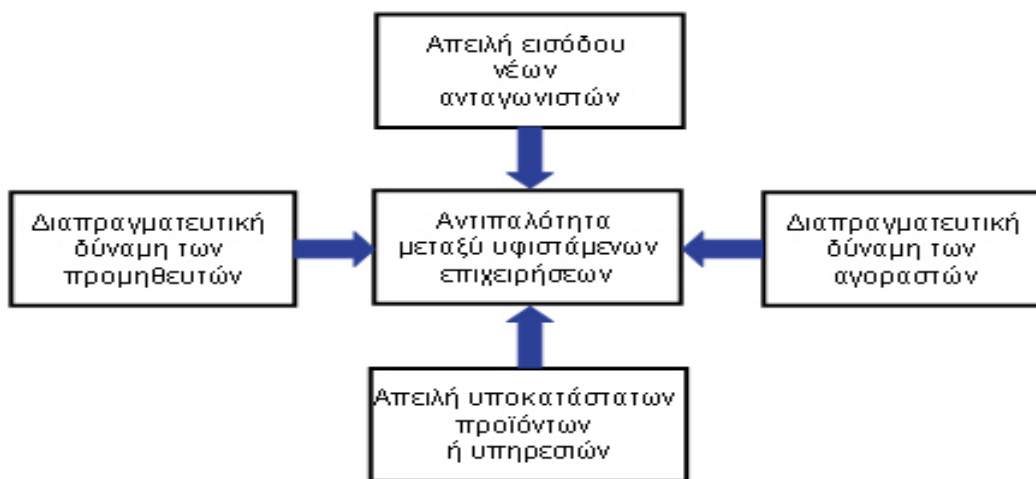 Απειλή εισόδου
νέων
ανταγωνιστών
Διαπραγματευτική
δύναμη των
προμηθευτών
Αντιπαλότητα
μεταξύ υφιστάμενων
επιχειρήσεων
Διαπραγματευτική
δύναμη των
αγοραστών
Απειλή υποκατάστατων
προϊόντων
ή υπηρεσιών